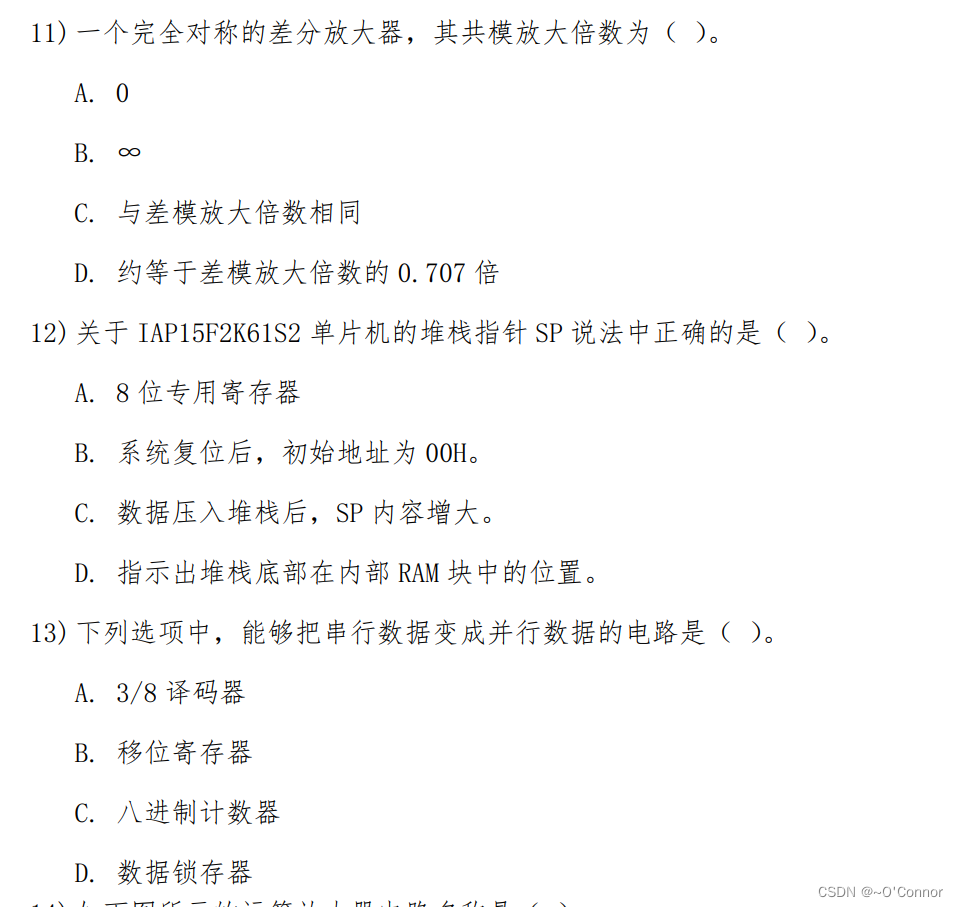 11) 一个完全对称的差分放大器，其共模放大倍数为（ ）。
A. 0
B. ∞
C. 与差模放大倍数相同
D. 约等于差模放大倍数的 0.707 倍
12) 关于 IAP15F2K61S2 单片机的堆栈指针 SP 说法中正确的是（ ）。
A. 8 位专用寄存器
B. 系统复位后，初始地址为 00H。
C. 数据压入堆栈后，SP 内容增大。
D. 指示出堆栈底部在内部 RAM 块中的位置。
13) 下列选项中，能够把串行数据变成并行数据的电路是（ ）。
A. 3/8 译码器
B. 移位寄存器
C. 八进制计数器
D. 数据锁存器
CSDN @~O'Connor